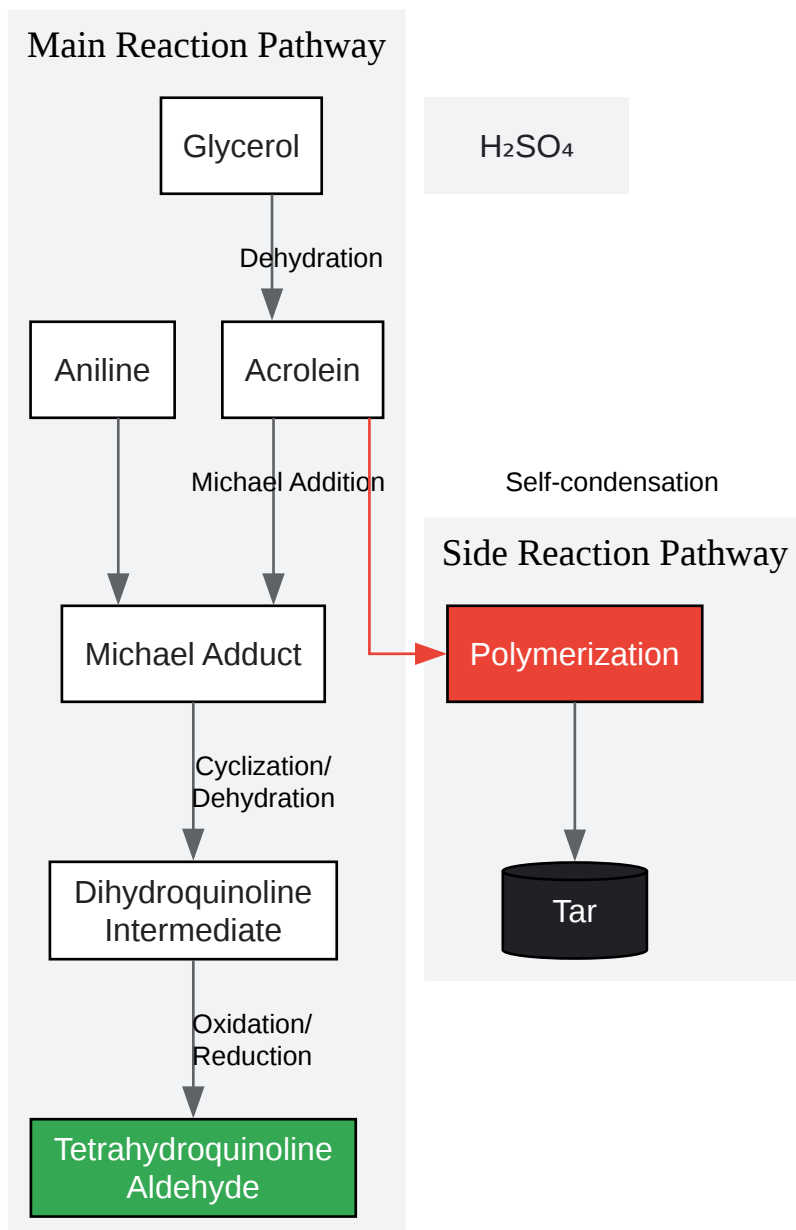 Main Reaction Pathway
Glycerol
H₂SO₄
Dehydration
Aniline
Acrolein
Michael Addition
Self-condensation
Side Reaction Pathway
Michael Adduct
Polymerization
Cyclization/
Dehydration
Dihydroquinoline
Intermediate
Tar
Oxidation/
Reduction
Tetrahydroquinoline
Aldehyde